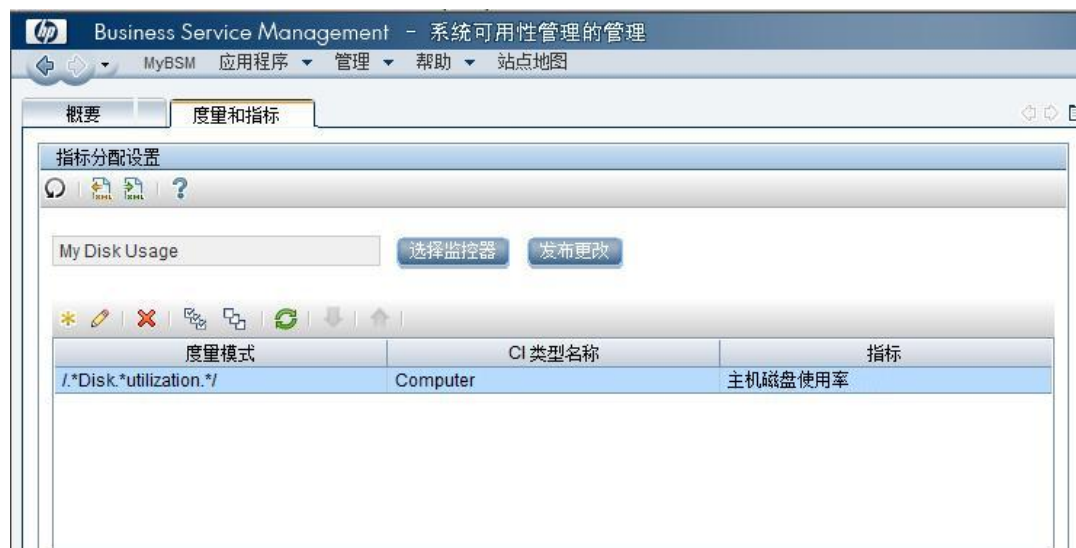 hp Business Service Management - 系统可用性管理的管理
MyBSM 应用程序 管理 帮助 站点地图
概要 度量和指标
指标分配设置
XML XML ?
My Disk Usage 选择监控器 发布更改
度量模式 CI 类型名称 指标
/.*Disk.*utilization.*/ Computer 主机磁盘使用率